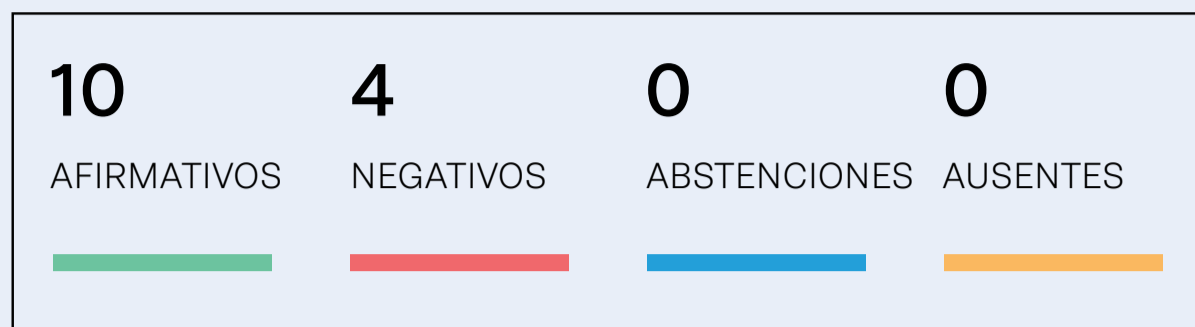 10 4 0 0
AFIRMATIVOS NEGATIVOS ABSTENCIONES AUSENTES